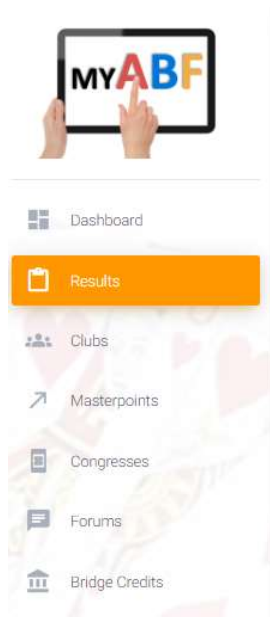 MYABF
Dashboard
Results
Clubs
Masterpoints
Congresses
Forums
Bridge Credits